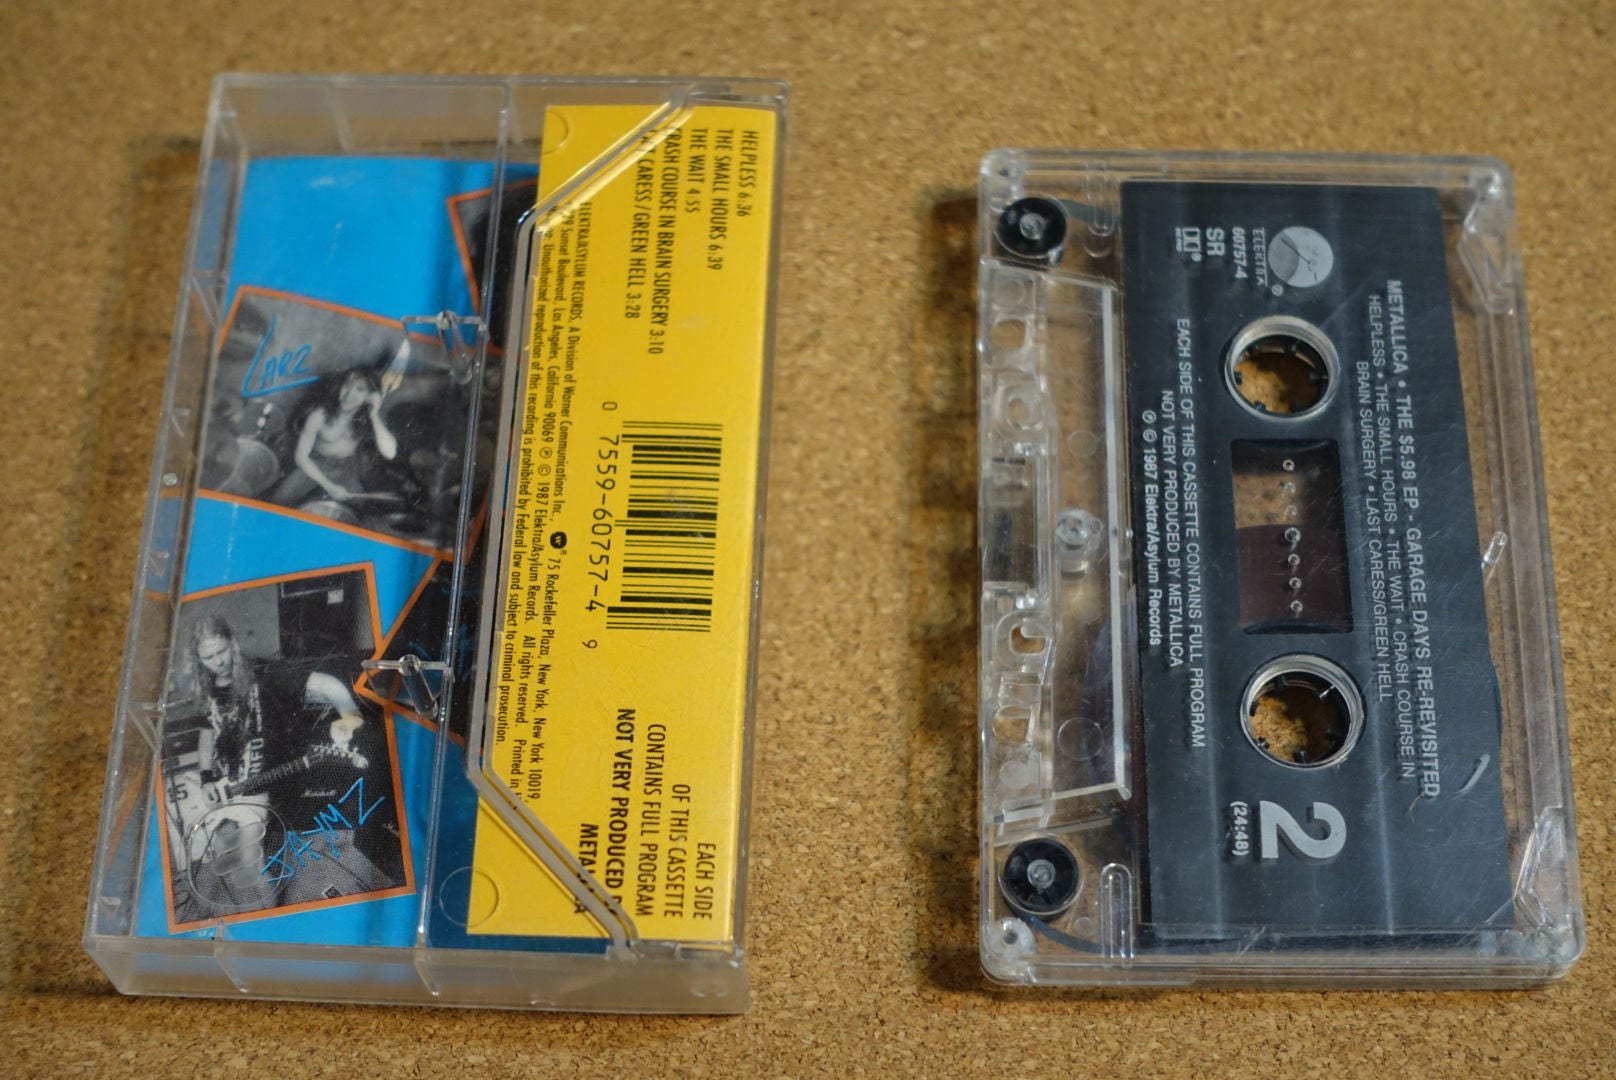 HELPLESS 6:36
THE SMALL HOURS 6:39
THE WAIT 4:55
CRASH COURSE IN BRAIN SURGERY 3:10
CARESS / GREEN HELL 3:28
ELEKTRA/ASYLUM RECORDS, A Division of Warner Communications Inc., 75 Rockefeller Plaza, New York, New York 10019,
Sunset Boulevard, Los Angeles, California 90069 ℗ © 1987 Elektra/Asylum Records. All rights reserved. Printed in
Unauthorized reproduction of this recording is prohibited by Federal law and subject to criminal prosecution.
0 7559-60757-4 9
EACH SIDE
OF THIS CASSETTE
CONTAINS FULL PROGRAM
NOT VERY PRODUCED
LARZ
JAYMZ
METALLICA • THE $5.98 EP - GARAGE DAYS RE-REVISITED
HELPLESS • THE SMALL HOURS • THE WAIT • CRASH COURSE IN
BRAIN SURGERY • LAST CARESS/GREEN HELL
ELEKTRA ®
60757-4
SR
2
(24:48)
EACH SIDE OF THIS CASSETTE CONTAINS FULL PROGRAM
NOT VERY PRODUCED BY METALLICA
℗ © 1987 Elektra/Asylum Records